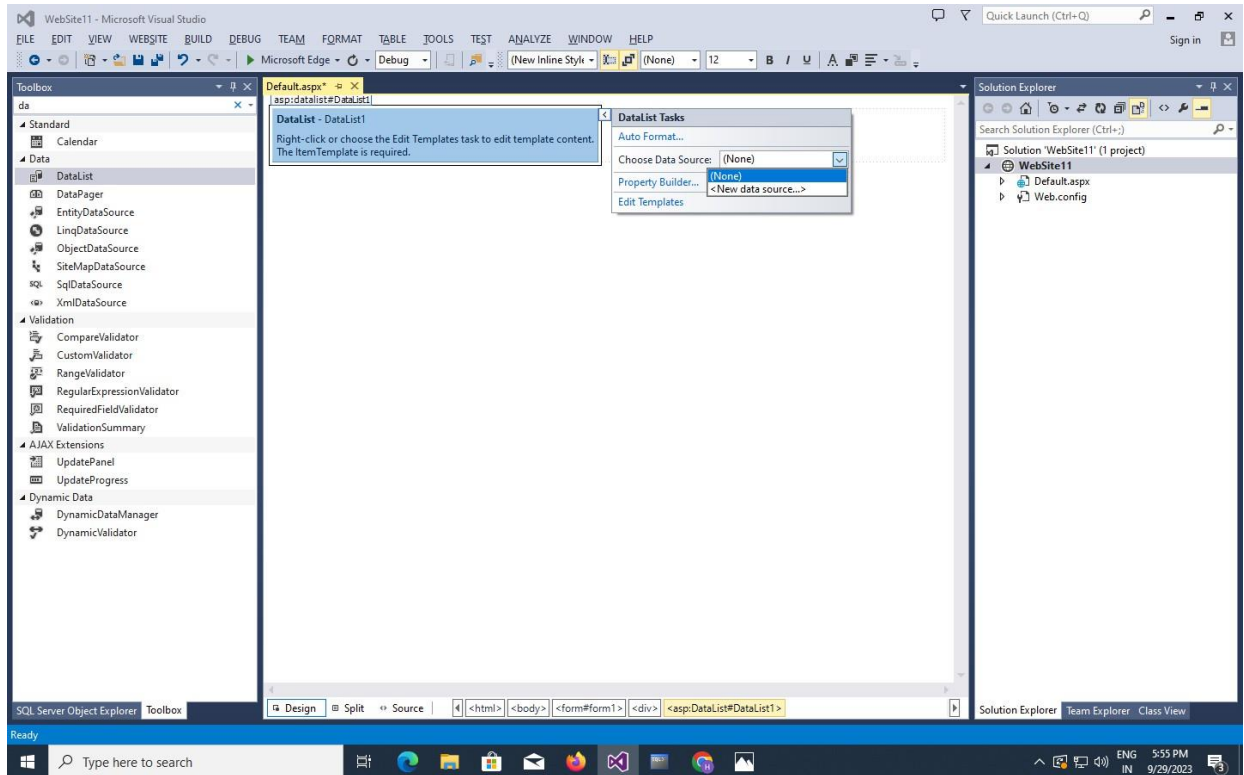 WebSite11 - Microsoft Visual Studio
Quick Launch (Ctrl+Q)
FILE EDIT VIEW WEBSITE BUILD DEBUG TEAM FORMAT TABLE TOOLS TEST ANALYZE WINDOW HELP
Sign in
Microsoft Edge Debug (New Inline Style (None) 12 B I U A
Toolbox
da
Standard
Calendar
Data
DataList
DataPager
EntityDataSource
LinqDataSource
ObjectDataSource
SiteMapDataSource
SQL SqlDataSource
XmlDataSource
Validation
CompareValidator
CustomValidator
RangeValidator
RegularExpressionValidator
RequiredFieldValidator
ValidationSummary
AJAX Extensions
UpdatePanel
UpdateProgress
Dynamic Data
DynamicDataManager
DynamicValidator
SQL Server Object Explorer Toolbox
Default.aspx*
asp:datalist#DataList1
DataList - DataList1
Right-click or choose the Edit Templates task to edit template content.
The ItemTemplate is required.
DataList Tasks
Auto Format...
Choose Data Source: (None)
(None)
<New data source...>
Property Builder...
Edit Templates
Design Split Source <html> <body> <form#form1> <div> <asp:DataList#DataList1>
Solution Explorer
Search Solution Explorer (Ctrl+;)
Solution 'WebSite11' (1 project)
WebSite11
Default.aspx
Web.config
Solution Explorer Team Explorer Class View
Ready
Type here to search
ENG 5:55 PM
IN 9/29/2023
3